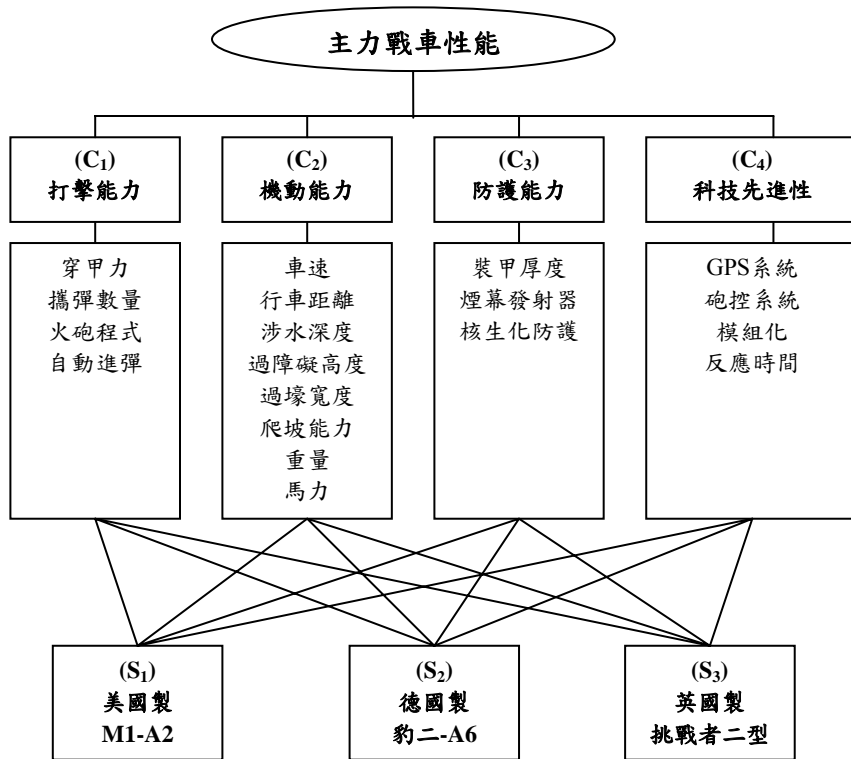 主力戰車性能
(C₁)
打擊能力
(C₂)
機動能力
(C₃)
防護能力
(C₄)
科技先進性
穿甲力
攜彈數量
火砲程式
自動進彈
車速
行車距離
涉水深度
過障礙高度
過壕寬度
爬坡能力
重量
馬力
裝甲厚度
煙幕發射器
核生化防護
GPS系統
砲控系統
模組化
反應時間
(S₁)
美國製
M1-A2
(S₂)
德國製
豹二-A6
(S₃)
英國製
挑戰者二型